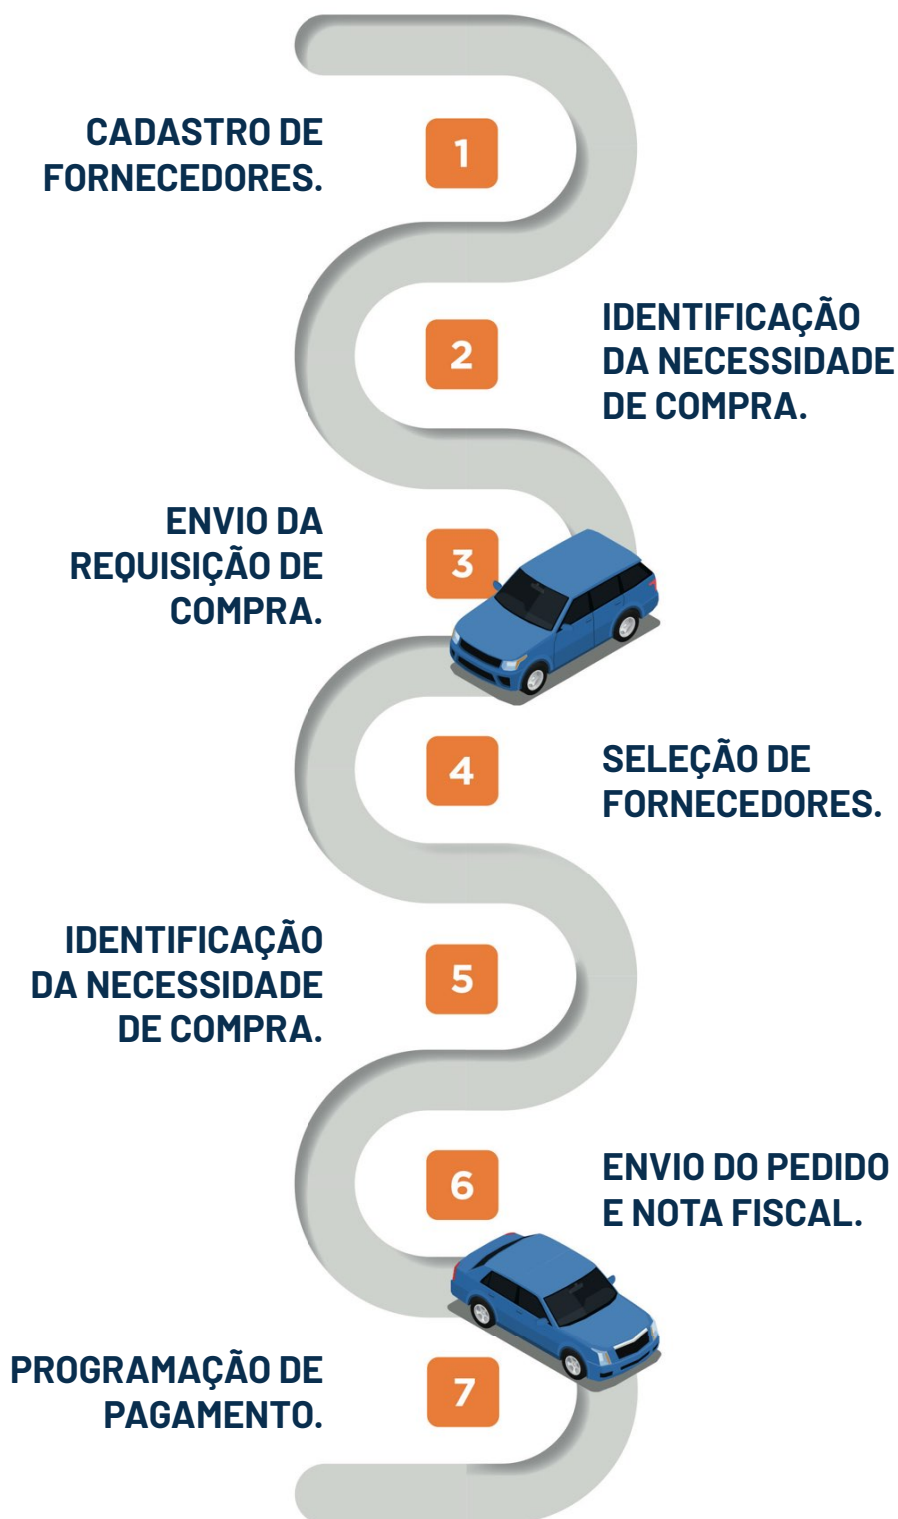 CADASTRO DE
FORNECEDORES.
1
2
IDENTIFICAÇÃO
DA NECESSIDADE
DE COMPRA.
ENVIO DA
REQUISIÇÃO DE
COMPRA.
3
4
SELEÇÃO DE
FORNECEDORES.
IDENTIFICAÇÃO
DA NECESSIDADE
DE COMPRA.
5
6
ENVIO DO PEDIDO
E NOTA FISCAL.
PROGRAMAÇÃO DE
PAGAMENTO.
7